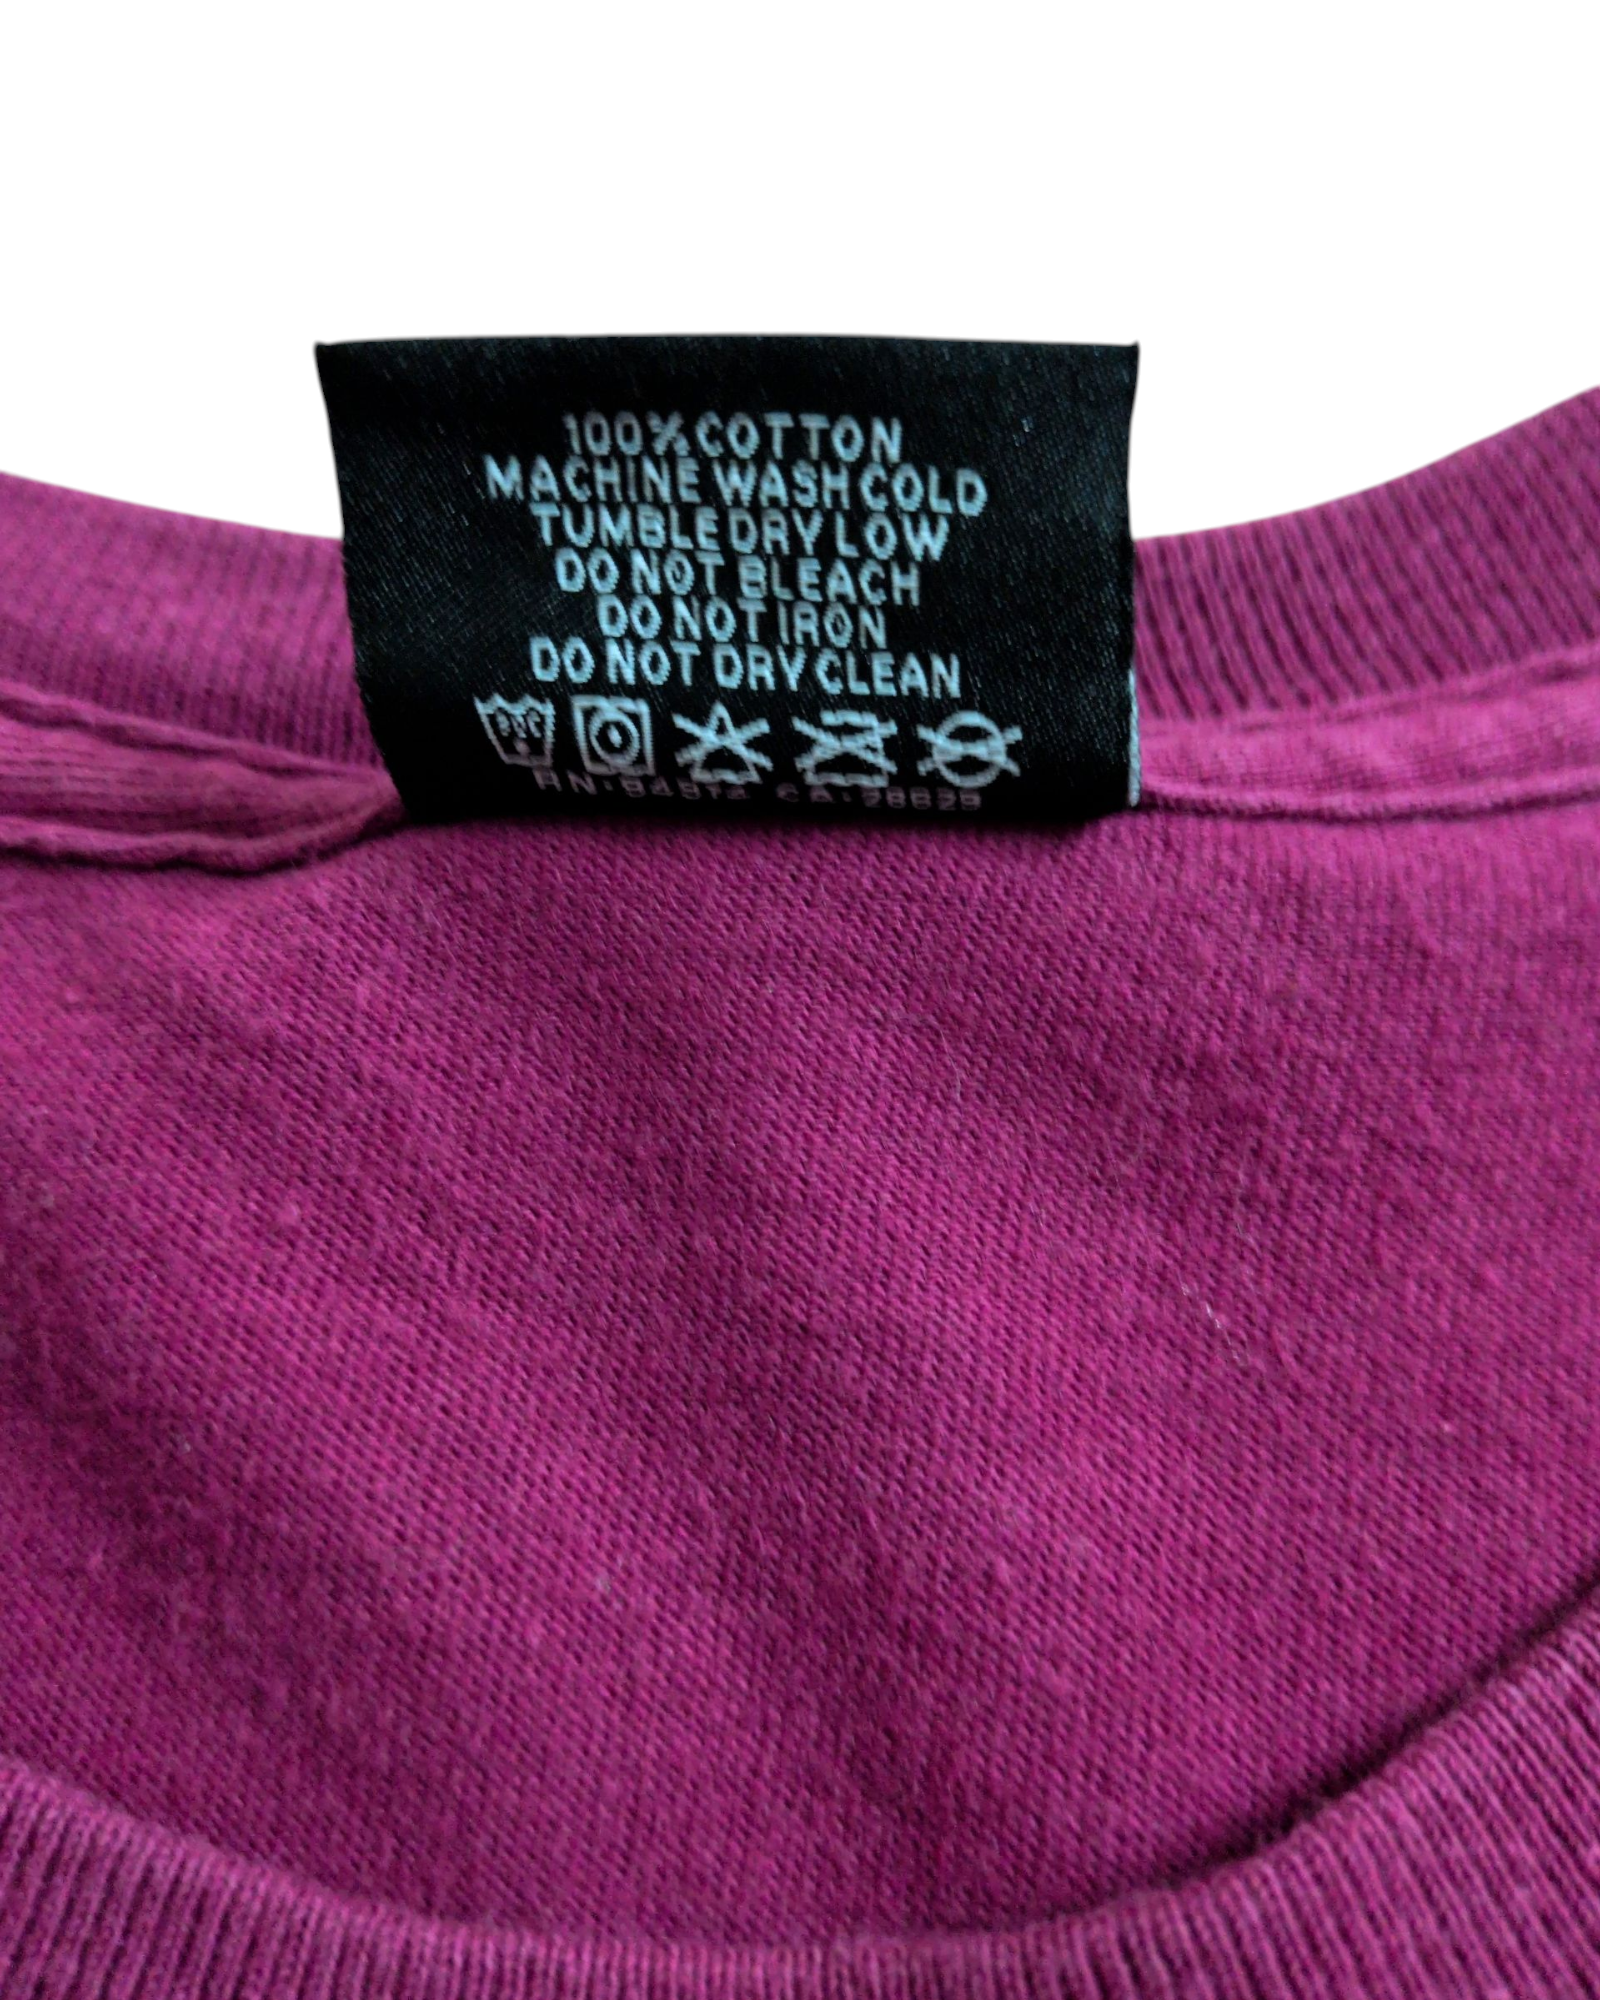 100% COTTON
MACHINE WASH COLD
TUMBLE DRY LOW
DO NOT BLEACH
DO NOT IRON
DO NOT DRY CLEAN